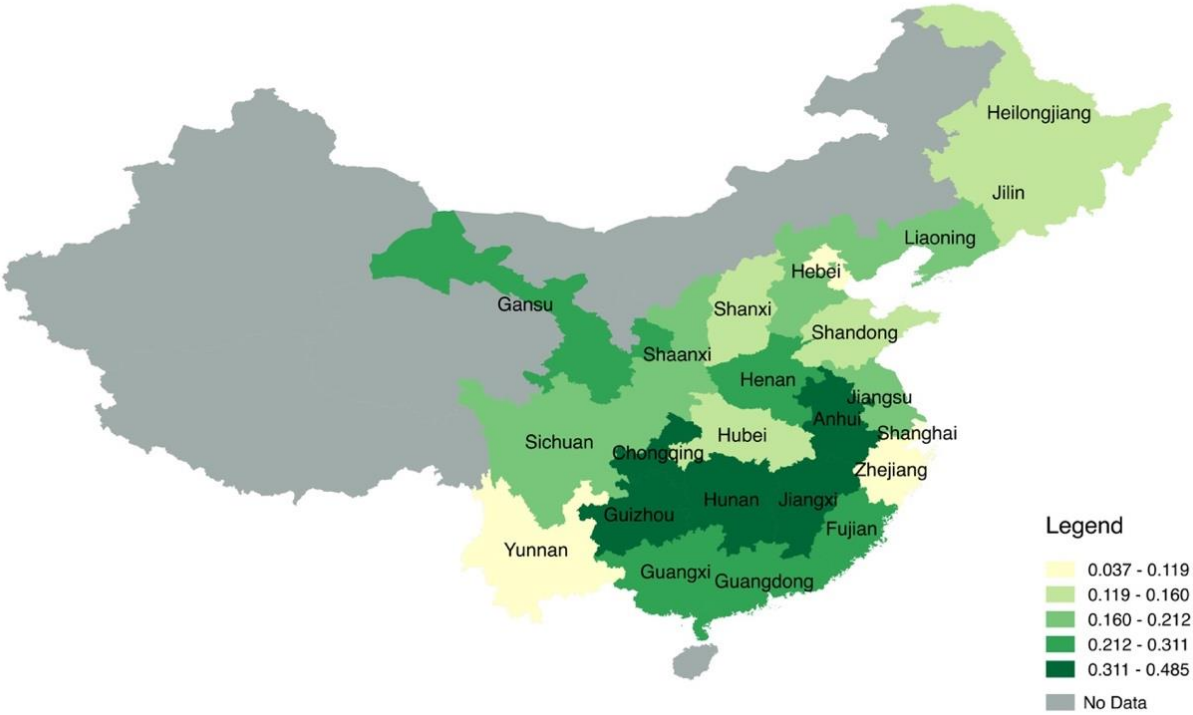 Heilongjiang
Jilin
Liaoning
Hebei
Gansu
Shanxi
Shandong
Shaanxi
Henan
Jiangsu
Anhui
Sichuan
Hubei
Shanghai
Chongqing
Zhejiang
Hunan
Jiangxi
Guizhou
Fujian
Yunnan
Guangxi
Guangdong
Legend
0.037 - 0.119
0.119 - 0.160
0.160 - 0.212
0.212 - 0.311
0.311 - 0.485
No Data